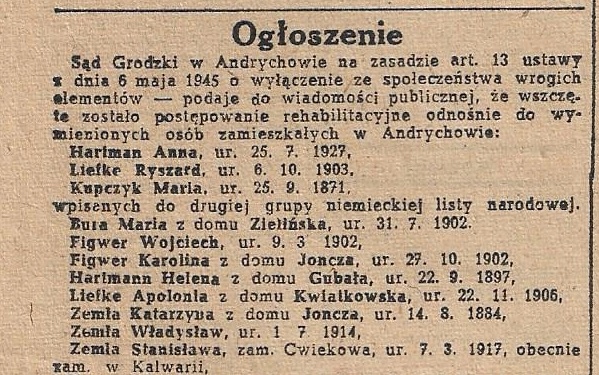 Ogłoszenie
Sąd Grodzki w Andrychowie na zasadzie art. 13 ustawy
z dnia 6 maja 1945 o wyłączenie ze społeczeństwa wrogich
elementów — podaje do wiadomości publicznej, że wszczę-
te zostało postępowanie rehabilitacyjne odnośnie do wy-
mienionych osób zamieszkałych w Andrychowie:
Hartman Anna, ur. 25. 7. 1927,
Liefke Ryszard, ur. 6. 10. 1903,
Kupczyk Maria, ur. 25. 9. 1871,
wpisanych do drugiej grupy niemieckiej listy narodowej.
Bura Maria z domu Zielińska, ur. 31. 7. 1902.
Figwer Wojciech, ur. 9. 3 1902,
Figwer Karolina z domu Joncza, ur. 27. 10. 1902,
Hartmann Helena z domu Gubała, ur. 22. 9. 1897,
Liefke Apolonia z domu Kwiatkowska, ur. 22. 11. 1906,
Zemła Katarzyna z domu Joncza, ur. 14. 8. 1884,
Zemła Władysław, ur. 1 7. 1914,
Zemla Stanisława, zam. Cwiekowa, ur. 7. 3. 1917, obecnie
zam. w Kalwarii,